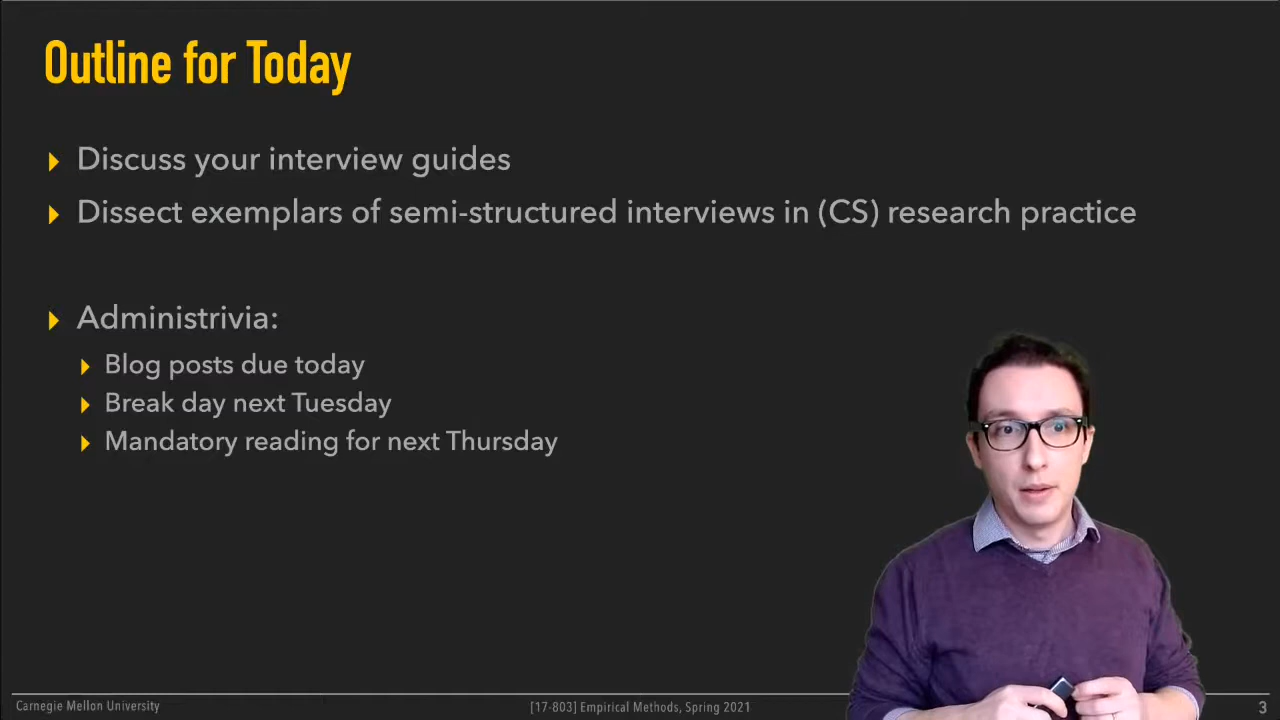 Outline for Today
Discuss your interview guides
Dissect exemplars of semi-structured interviews in (CS) research practice
Administrivia:
Blog posts due today
Break day next Tuesday
Mandatory reading for next Thursday
Carnegie Mellon University
[17-803] Empirical Methods, Spring 2021
3